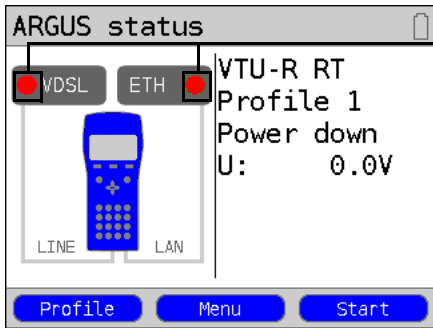 ARGUS status
VDSL ETH
VTU-R RT
Profile 1
Power down
U: 0.0V
LINE LAN
Profile Menu Start